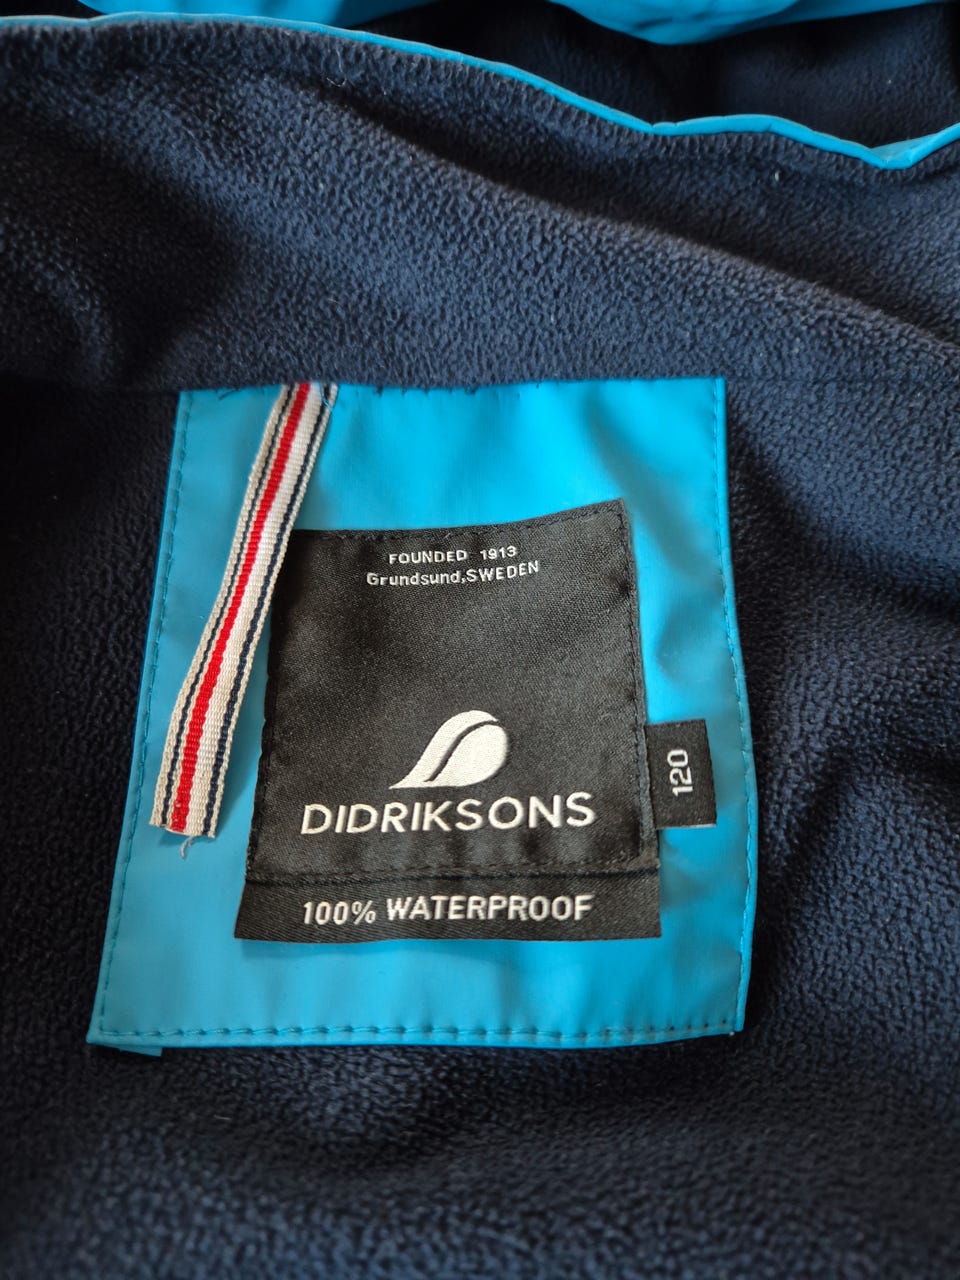 FOUNDED 1913
Grundsund,SWEDEN
DIDRIKSONS
120
100% WATERPROOF